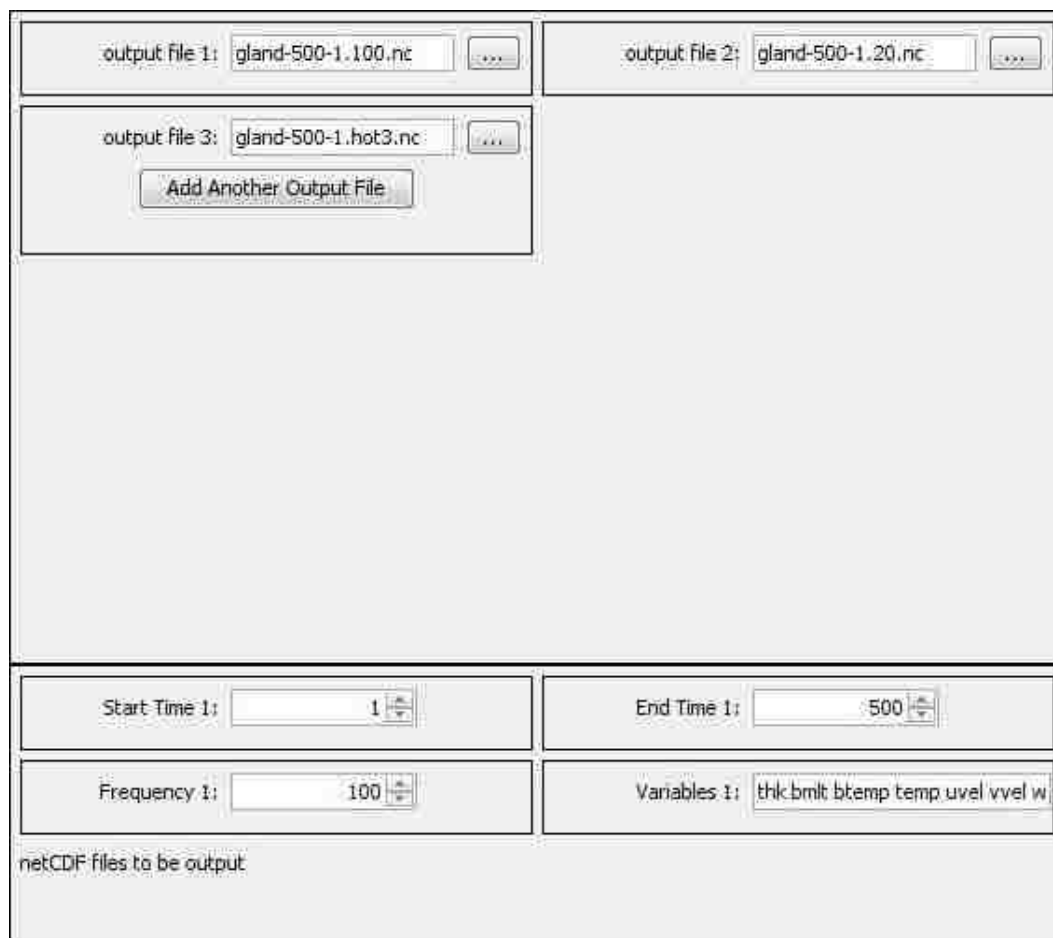 output file 1: gland-500-1.100.nc ...
output file 2: gland-500-1.20.nc ...
output file 3: gland-500-1.hot3.nc ...
Add Another Output File
Start Time 1: 1
End Time 1: 500
Frequency 1: 100
Variables 1: thk bmlt btemp temp uvel vvel w
netCDF files to be output